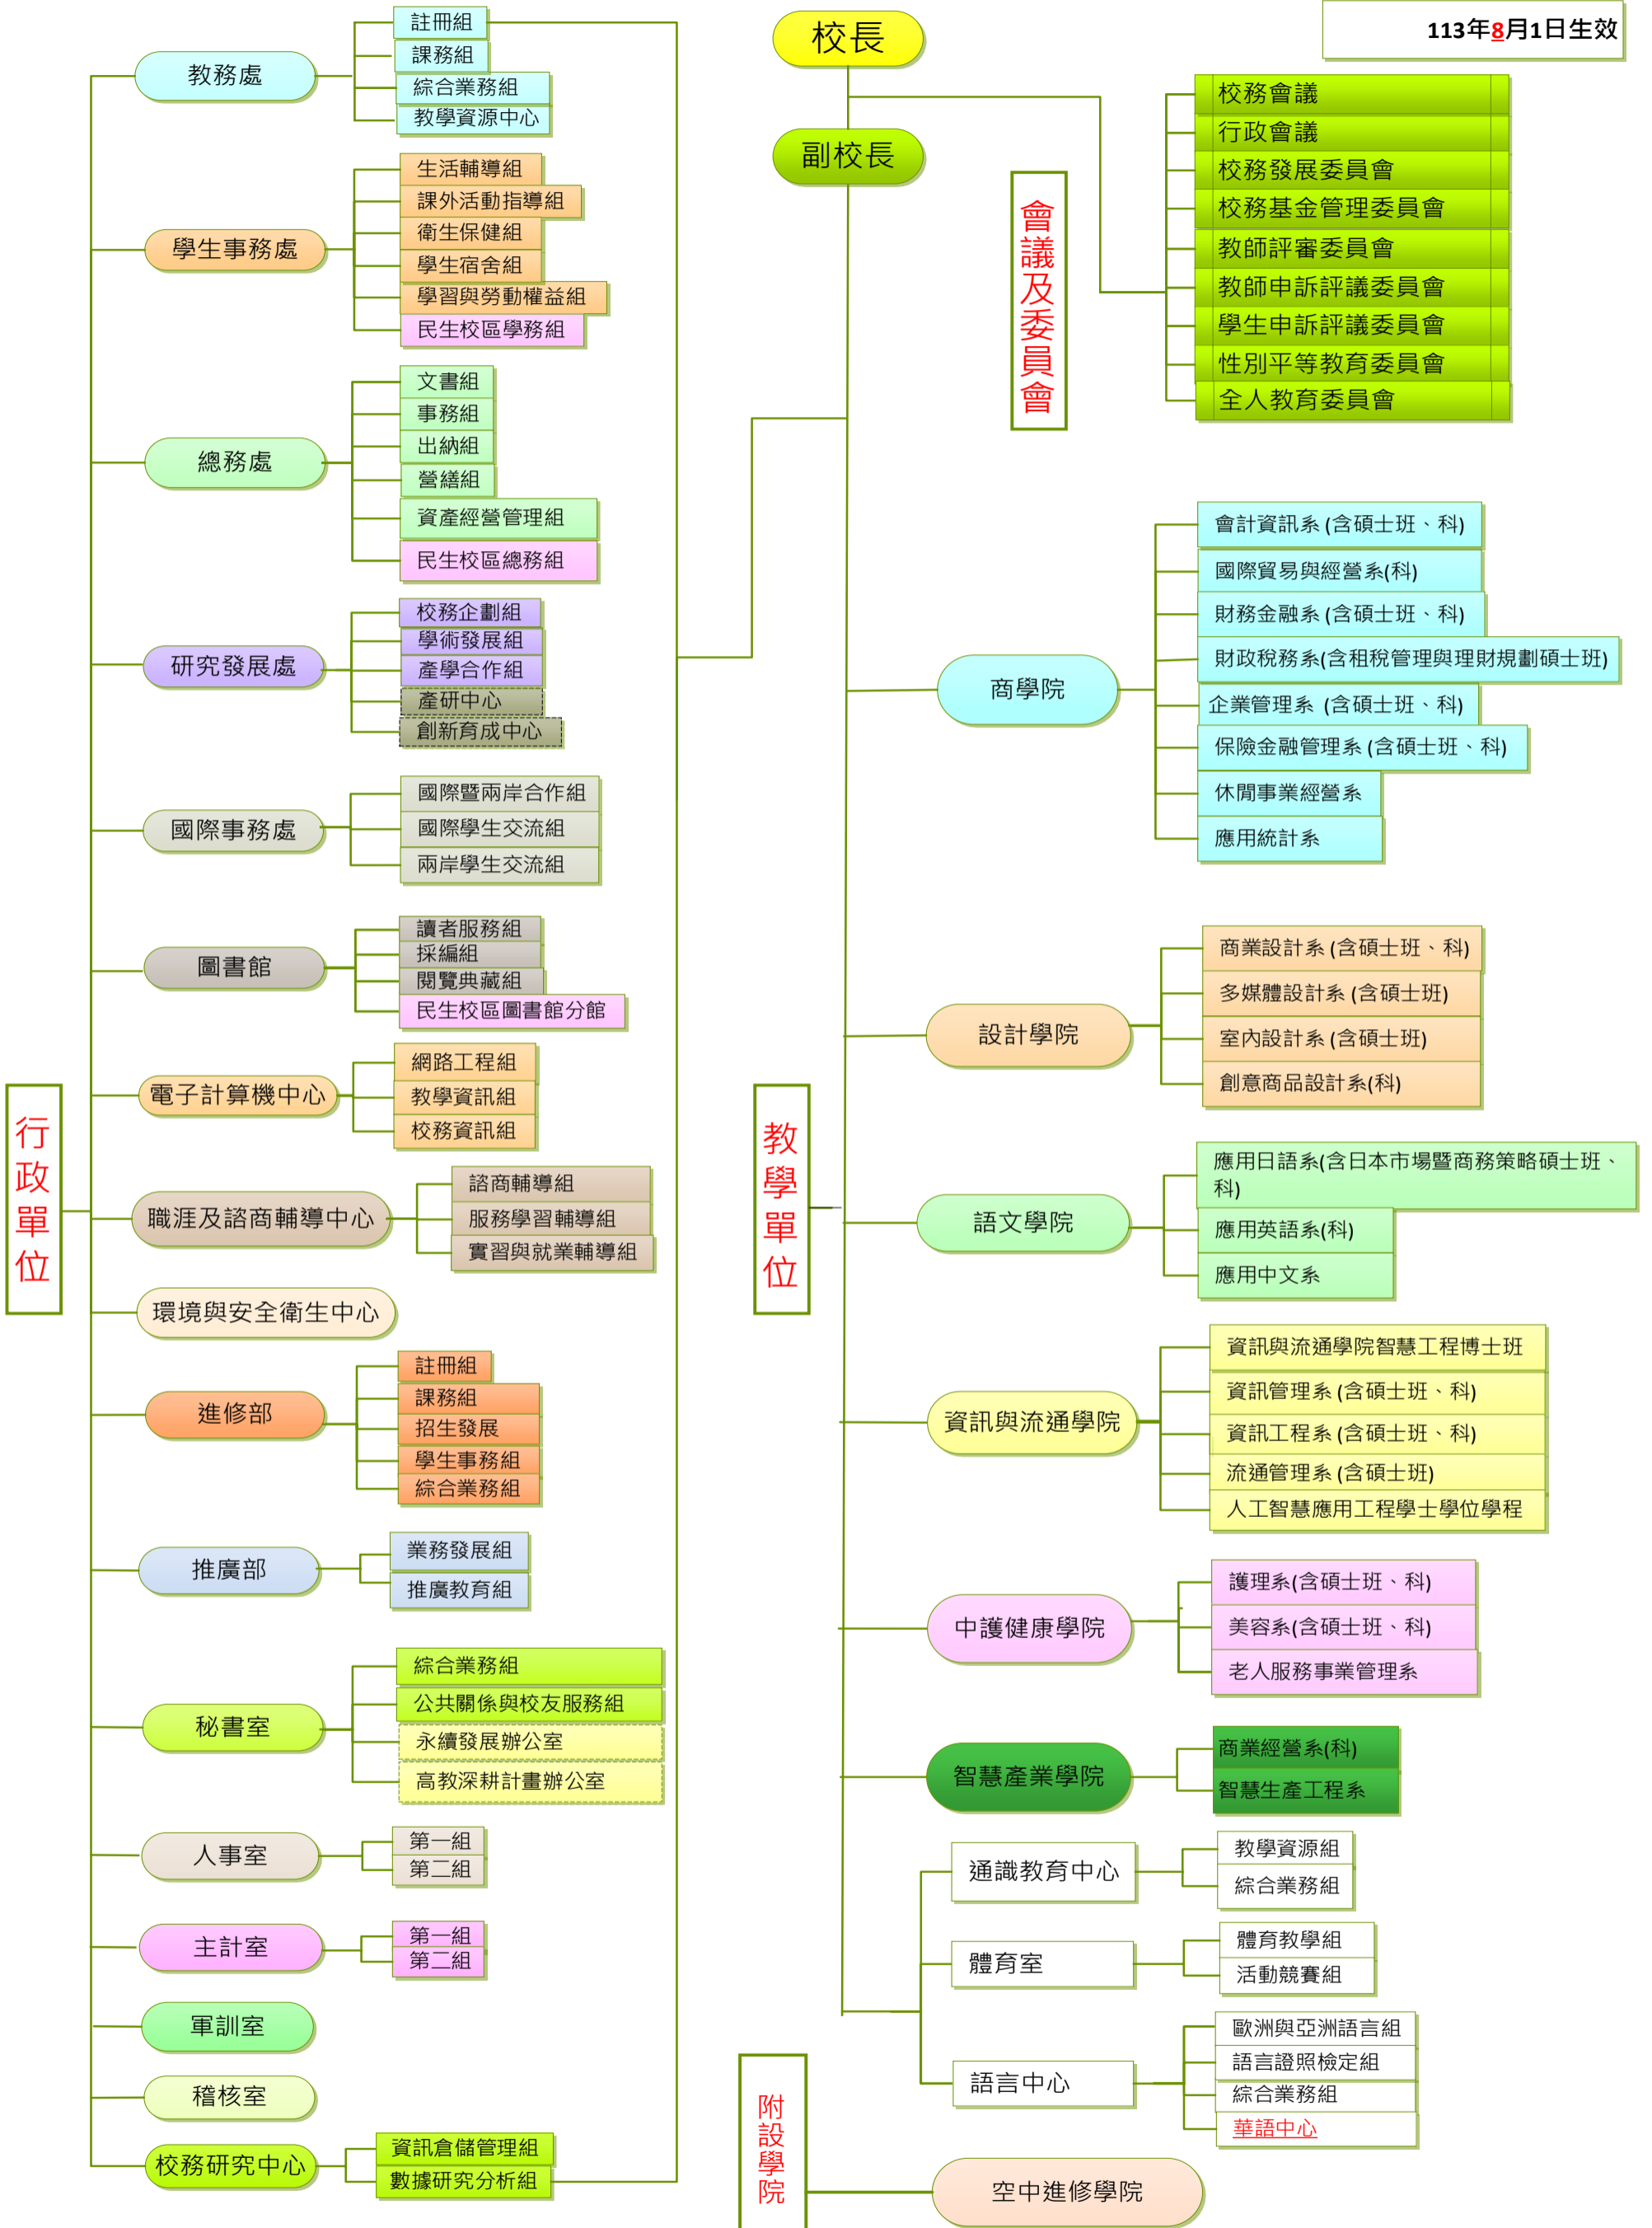 113年8月1日生效
校長
副校長
會議及委員會
校務會議
行政會議
校務發展委員會
校務基金管理委員會
教師評審委員會
教師申訴評議委員會
學生申訴評議委員會
性別平等教育委員會
全人教育委員會
行政單位
教務處
註冊組
課務組
綜合業務組
教學資源中心
學生事務處
生活輔導組
課外活動指導組
衛生保健組
學生宿舍組
學習與勞動權益組
民生校區學務組
總務處
文書組
事務組
出納組
營繕組
資產經營管理組
民生校區總務組
研究發展處
校務企劃組
學術發展組
產學合作組
產研中心
創新育成中心
國際事務處
國際暨兩岸合作組
國際學生交流組
兩岸學生交流組
圖書館
讀者服務組
採編組
閱覽典藏組
民生校區圖書館分館
電子計算機中心
網路工程組
教學資訊組
校務資訊組
職涯及諮商輔導中心
諮商輔導組
服務學習輔導組
實習與就業輔導組
環境與安全衛生中心
進修部
註冊組
課務組
招生發展
學生事務組
綜合業務組
推廣部
業務發展組
推廣教育組
秘書室
綜合業務組
公共關係與校友服務組
永續發展辦公室
高教深耕計畫辦公室
人事室
第一組
第二組
主計室
第一組
第二組
軍訓室
稽核室
校務研究中心
資訊倉儲管理組
數據研究分析組
教學單位
商學院
會計資訊系 (含碩士班、科)
國際貿易與經營系(科)
財務金融系 (含碩士班、科)
財政稅務系(含租稅管理與理財規劃碩士班)
企業管理系 (含碩士班、科)
保險金融管理系 (含碩士班、科)
休閒事業經營系
應用統計系
設計學院
商業設計系 (含碩士班、科)
多媒體設計系 (含碩士班)
室內設計系 (含碩士班)
創意商品設計系(科)
語文學院
應用日語系(含日本市場暨商務策略碩士班、
科)
應用英語系(科)
應用中文系
資訊與流通學院
資訊與流通學院智慧工程博士班
資訊管理系 (含碩士班、科)
資訊工程系 (含碩士班、科)
流通管理系 (含碩士班)
人工智慧應用工程學士學位學程
中護健康學院
護理系(含碩士班、科)
美容系(含碩士班、科)
老人服務事業管理系
智慧產業學院
商業經營系(科)
智慧生產工程系
通識教育中心
教學資源組
綜合業務組
體育室
體育教學組
活動競賽組
語言中心
歐洲與亞洲語言組
語言證照檢定組
綜合業務組
華語中心
附設學院
空中進修學院